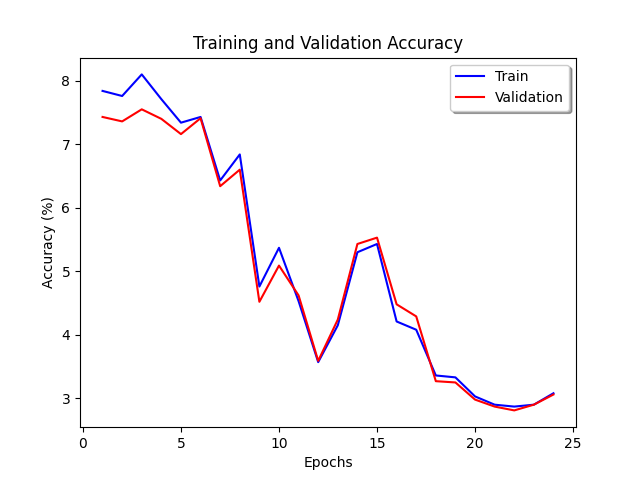 Training and Validation Accuracy
Train
Validation
Accuracy (%)
8
7
6
5
4
3
0 5 10 15 20 25
Epochs